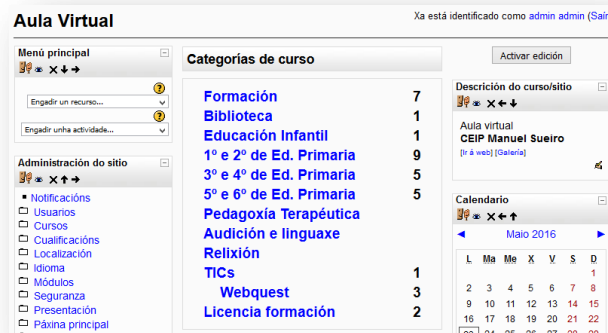 Aula Virtual
Xa está identificado como admin admin (Saír
Menú principal
Engadir un recurso...
Engadir unha actividade...
Administración do sitio
Notificacións
Usuarios
Cursos
Cualificacións
Localización
Idioma
Módulos
Seguranza
Presentación
Páxina principal
Categorías de curso
Formación 7
Biblioteca 1
Educación Infantil 1
1º e 2º de Ed. Primaria 9
3º e 4º de Ed. Primaria 5
5º e 6º de Ed. Primaria 5
Pedagoxía Terapéutica
Audición e linguaxe
Relixión
TICs 1
Webquest 3
Licencia formación 2
Activar edición
Descrición do curso/sitio
Aula virtual
CEIP Manuel Sueiro
[Ir á web] [Galería]
Calendario
Maio 2016
L Ma Me X V S D
1
2 3 4 5 6 7 8
9 10 11 12 13 14 15
16 17 18 19 20 21 22